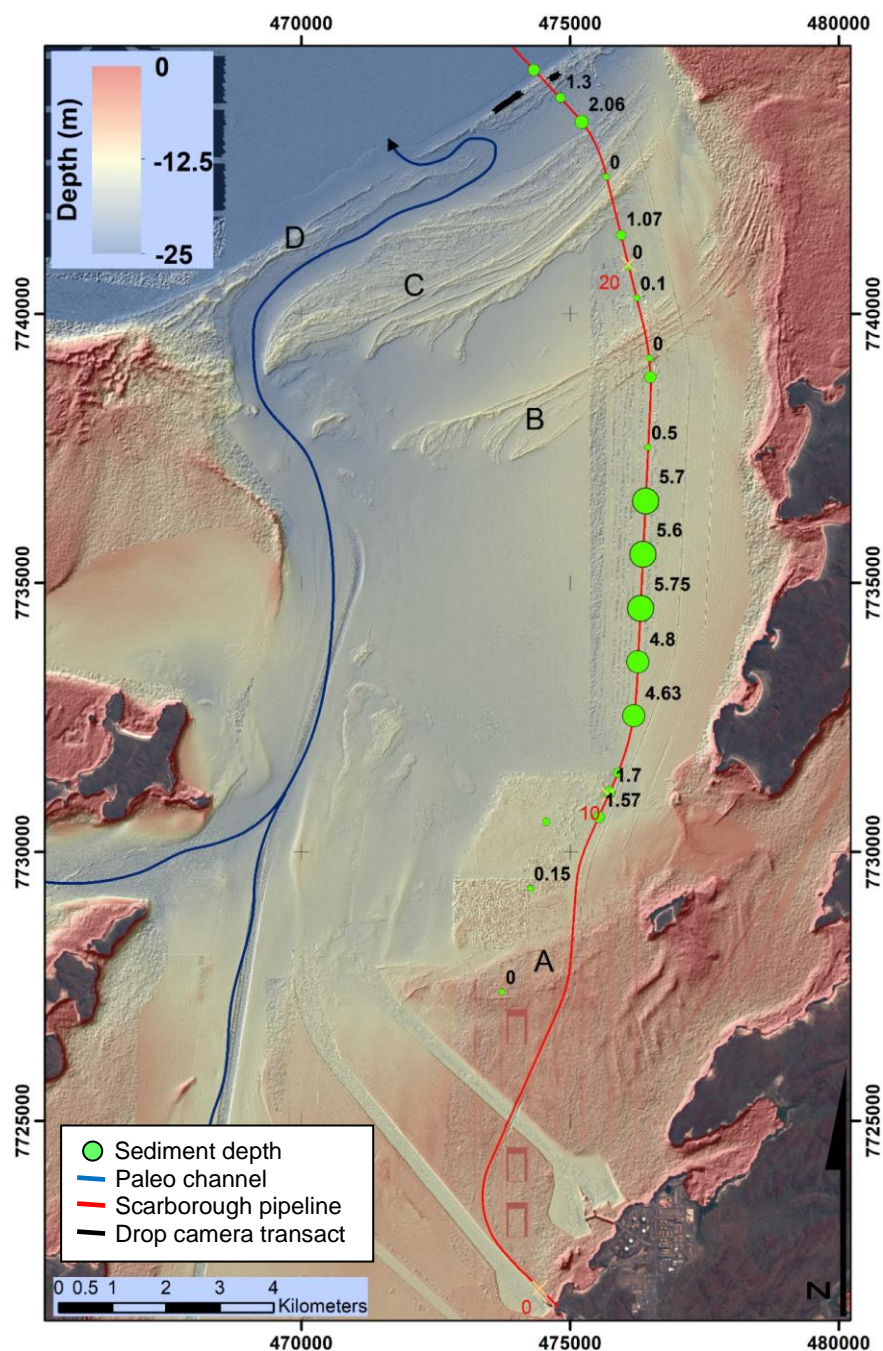 470000 475000 480000
0
Depth (m)
-12.5
-25
1.3
2.06
0
1.07
D
0
C
20
0.1
7740000 7740000
0
B
0.5
5.7
5.6
7735000 7735000
5.75
4.8
4.63
1.7
1.57
10
7730000 7730000
0.15
A
0
7725000 7725000
Sediment depth
Paleo channel
Scarborough pipeline
Drop camera transact
0 0.5 1 2 3 4
Kilometers
0
N
470000 475000 480000